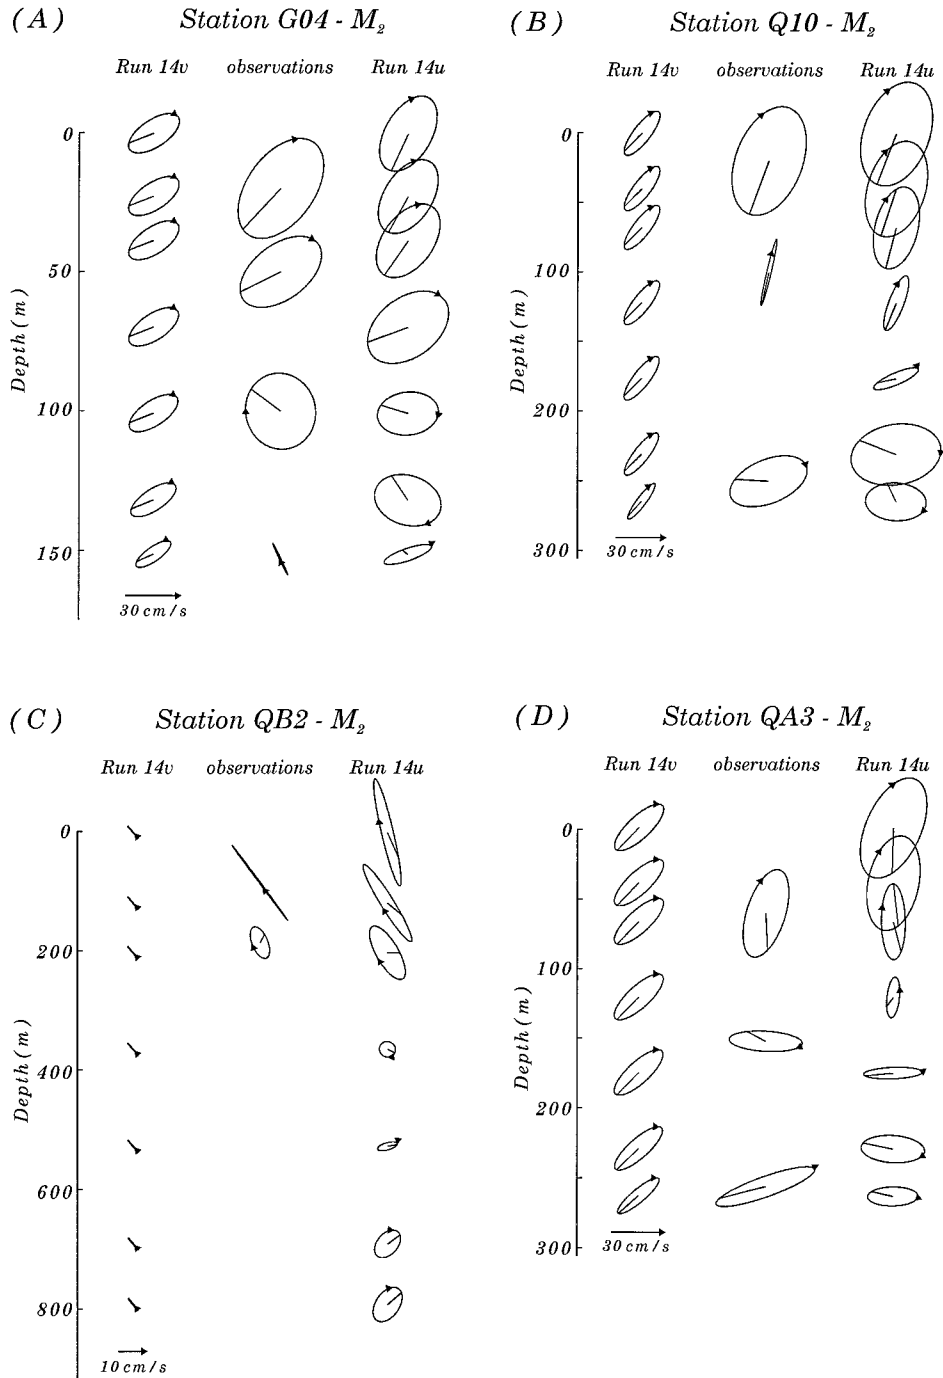 (A) Station G04 - M₂
Run 14v observations Run 14u
0
50
100
150
Depth (m)
30 cm/s
(B) Station Q10 - M₂
Run 14v observations Run 14u
0
100
200
300
Depth (m)
30 cm/s
(C) Station QB2 - M₂
Run 14v observations Run 14u
0
200
400
600
800
Depth (m)
10 cm/s
(D) Station QA3 - M₂
Run 14v observations Run 14u
0
100
200
300
Depth (m)
30 cm/s